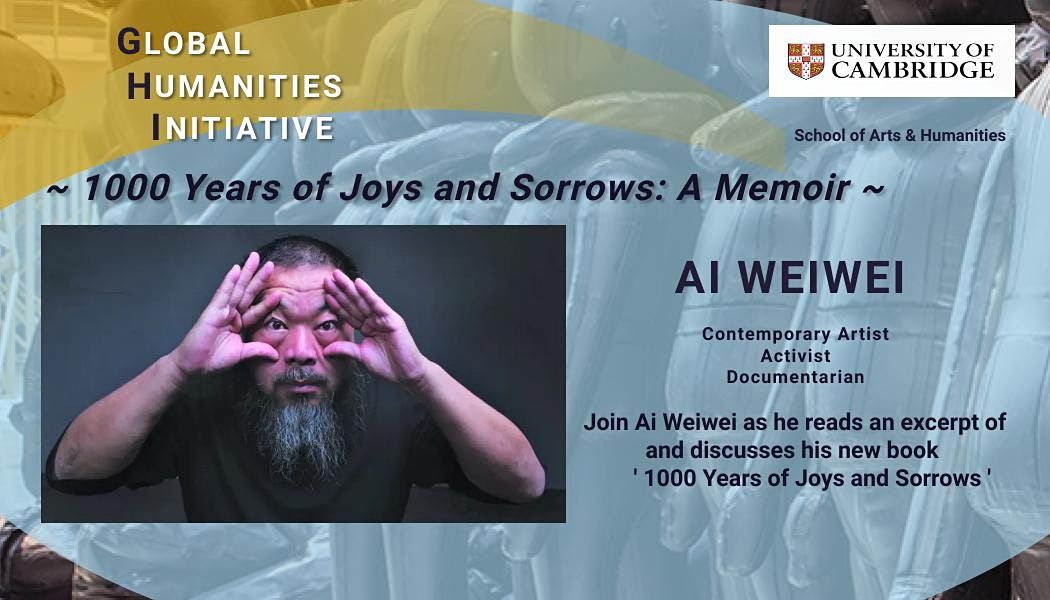 GLOBAL
HUMANITIES
INITIATIVE
UNIVERSITY OF
CAMBRIDGE
School of Arts & Humanities
~ 1000 Years of Joys and Sorrows: A Memoir ~
AI WEIWEI
Contemporary Artist
Activist
Documentarian
Join Ai Weiwei as he reads an excerpt of
and discusses his new book
' 1000 Years of Joys and Sorrows '